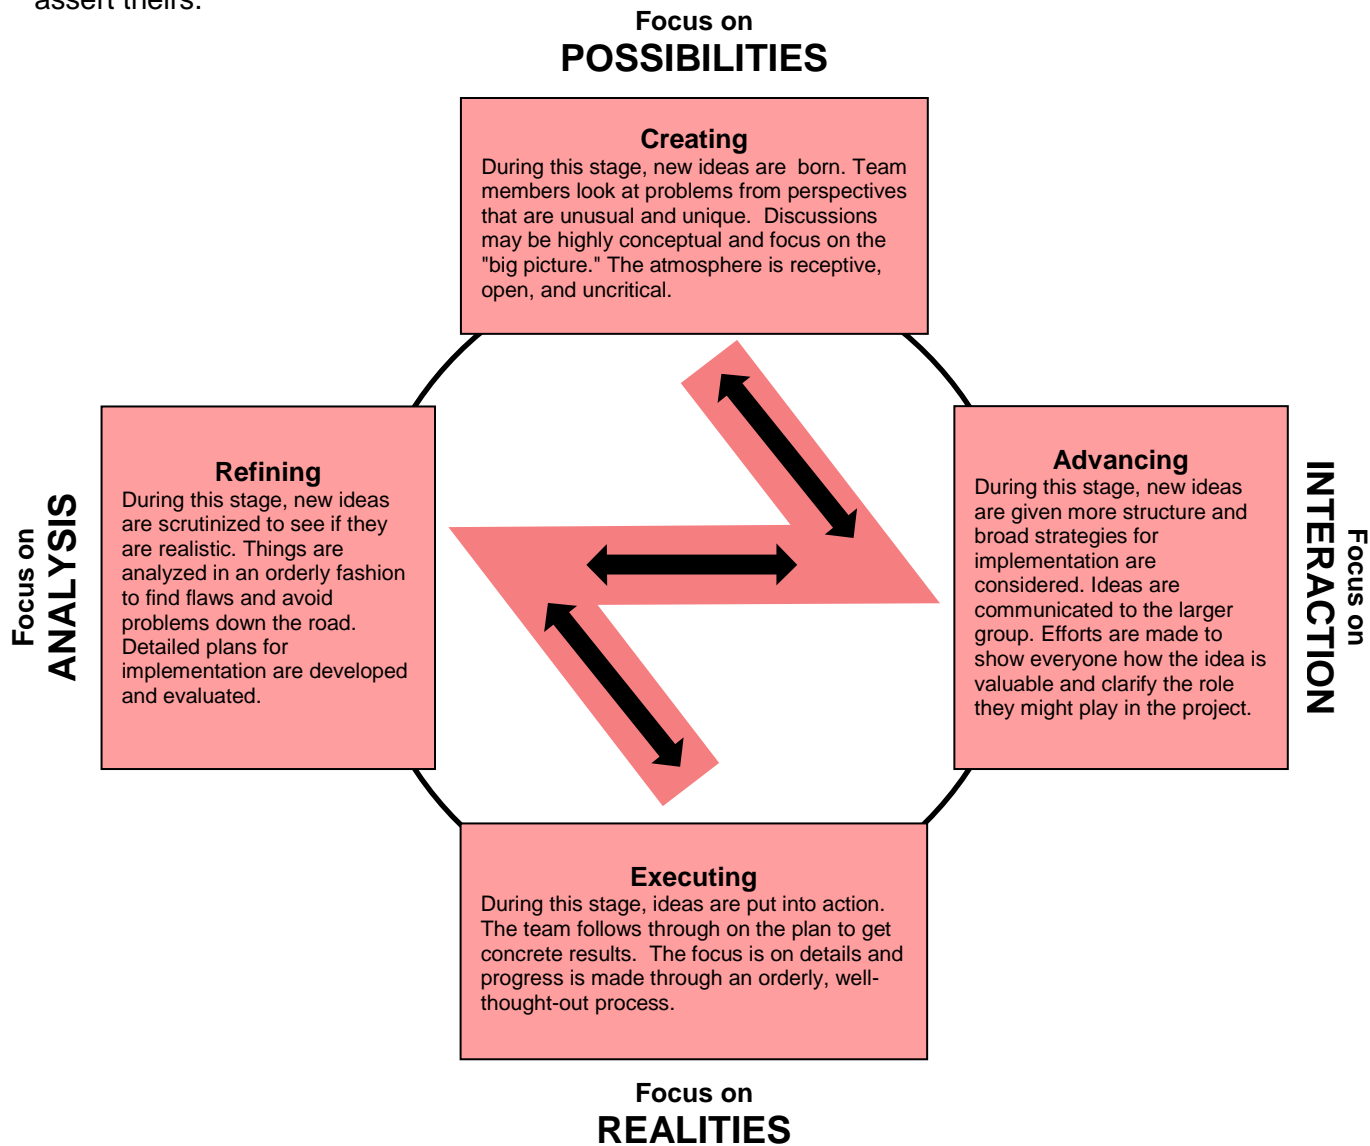 assert theirs.
Focus on
POSSIBILITIES
Creating
During this stage, new ideas are  born. Team
members look at problems from perspectives
that are unusual and unique.  Discussions
may be highly conceptual and focus on the
"big picture." The atmosphere is receptive,
open, and uncritical.
Focus on
ANALYSIS
Refining
During this stage, new ideas
are scrutinized to see if they
are realistic. Things are
analyzed in an orderly fashion
to find flaws and avoid
problems down the road.
Detailed plans for
implementation are developed
and evaluated.
Advancing
During this stage, new ideas
are given more structure and
broad strategies for
implementation are
considered. Ideas are
communicated to the larger
group. Efforts are made to
show everyone how the idea is
valuable and clarify the role
they might play in the project.
Focus on
INTERACTION
Executing
During this stage, ideas are put into action.
The team follows through on the plan to get
concrete results.  The focus is on details and
progress is made through an orderly, well-
thought-out process.
Focus on
REALITIES